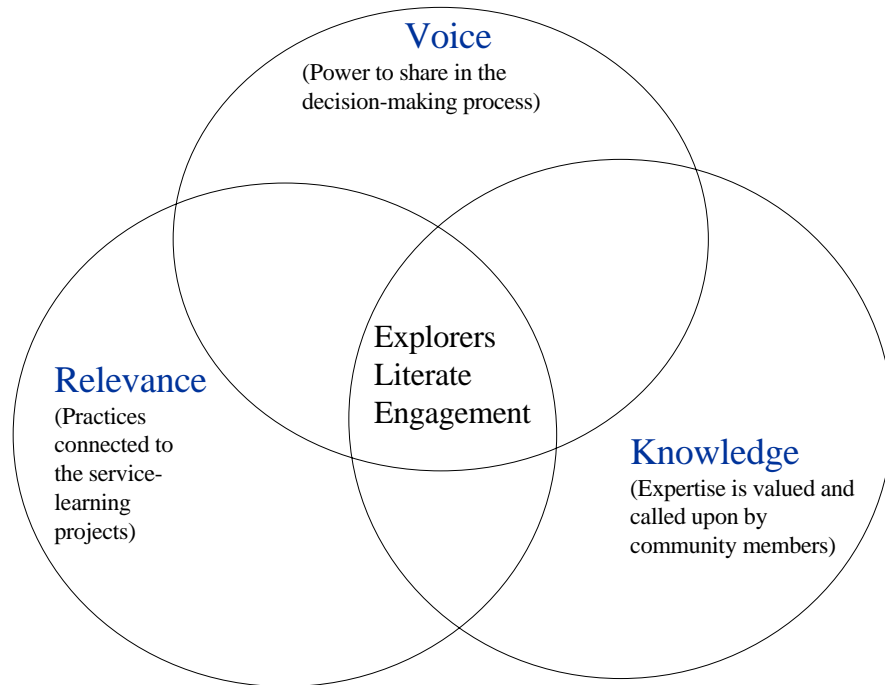 Voice
(Power to share in the
decision-making process)
Explorers
Literate
Engagement
Relevance
(Practices
connected to
the service-
learning
projects)
Knowledge
(Expertise is valued and
called upon by
community members)